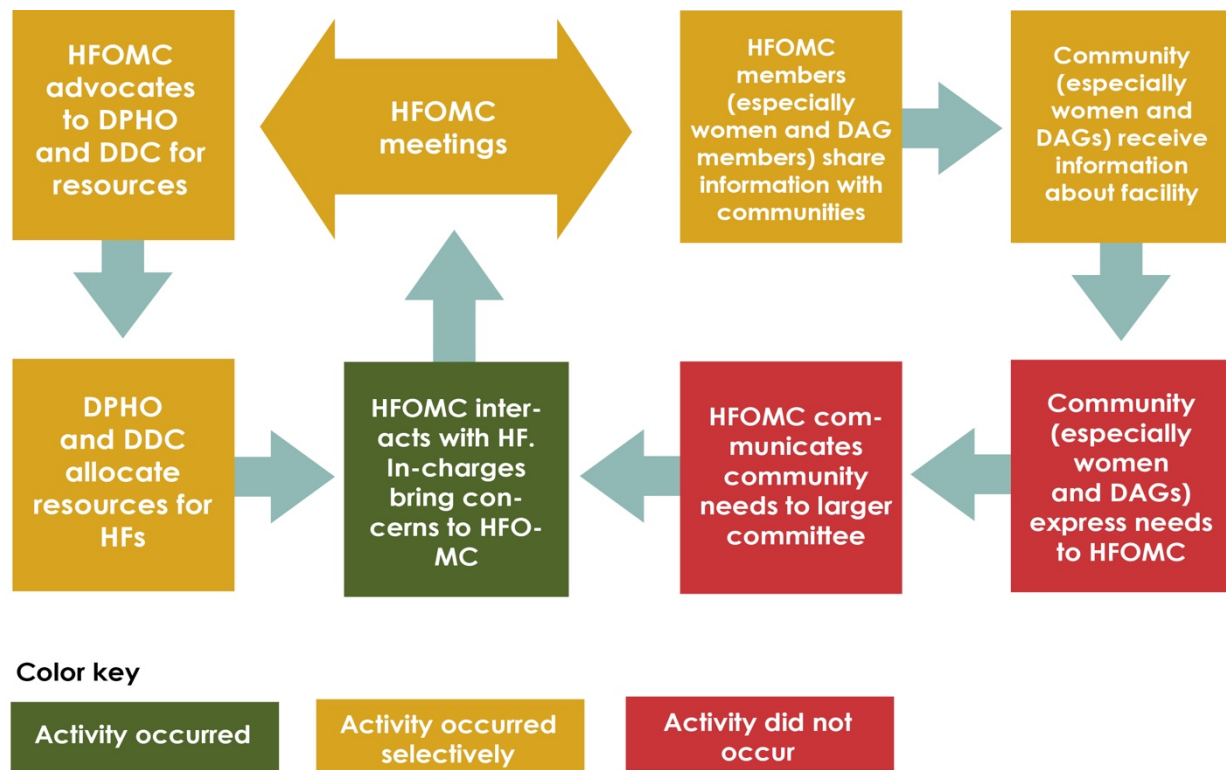 HFOMC
advocates
to DPHO
and DDC for
resources
HFOMC
meetings
HFOMC
members
(especially
women and DAG
members) share
information with
communities
Community
(especially
women and
DAGs) receive
information
about facility
DPHO
and DDC
allocate
resources for
HFs
HFOMC inter-
acts with HF.
In-charges
bring con-
cerns to HFO-
MC
HFOMC com-
municates
community
needs to larger
committee
Community
(especially
women
and DAGs)
express needs
to HFOMC
Color key
Activity occurred
Activity occurred
selectively
Activity did not
occur